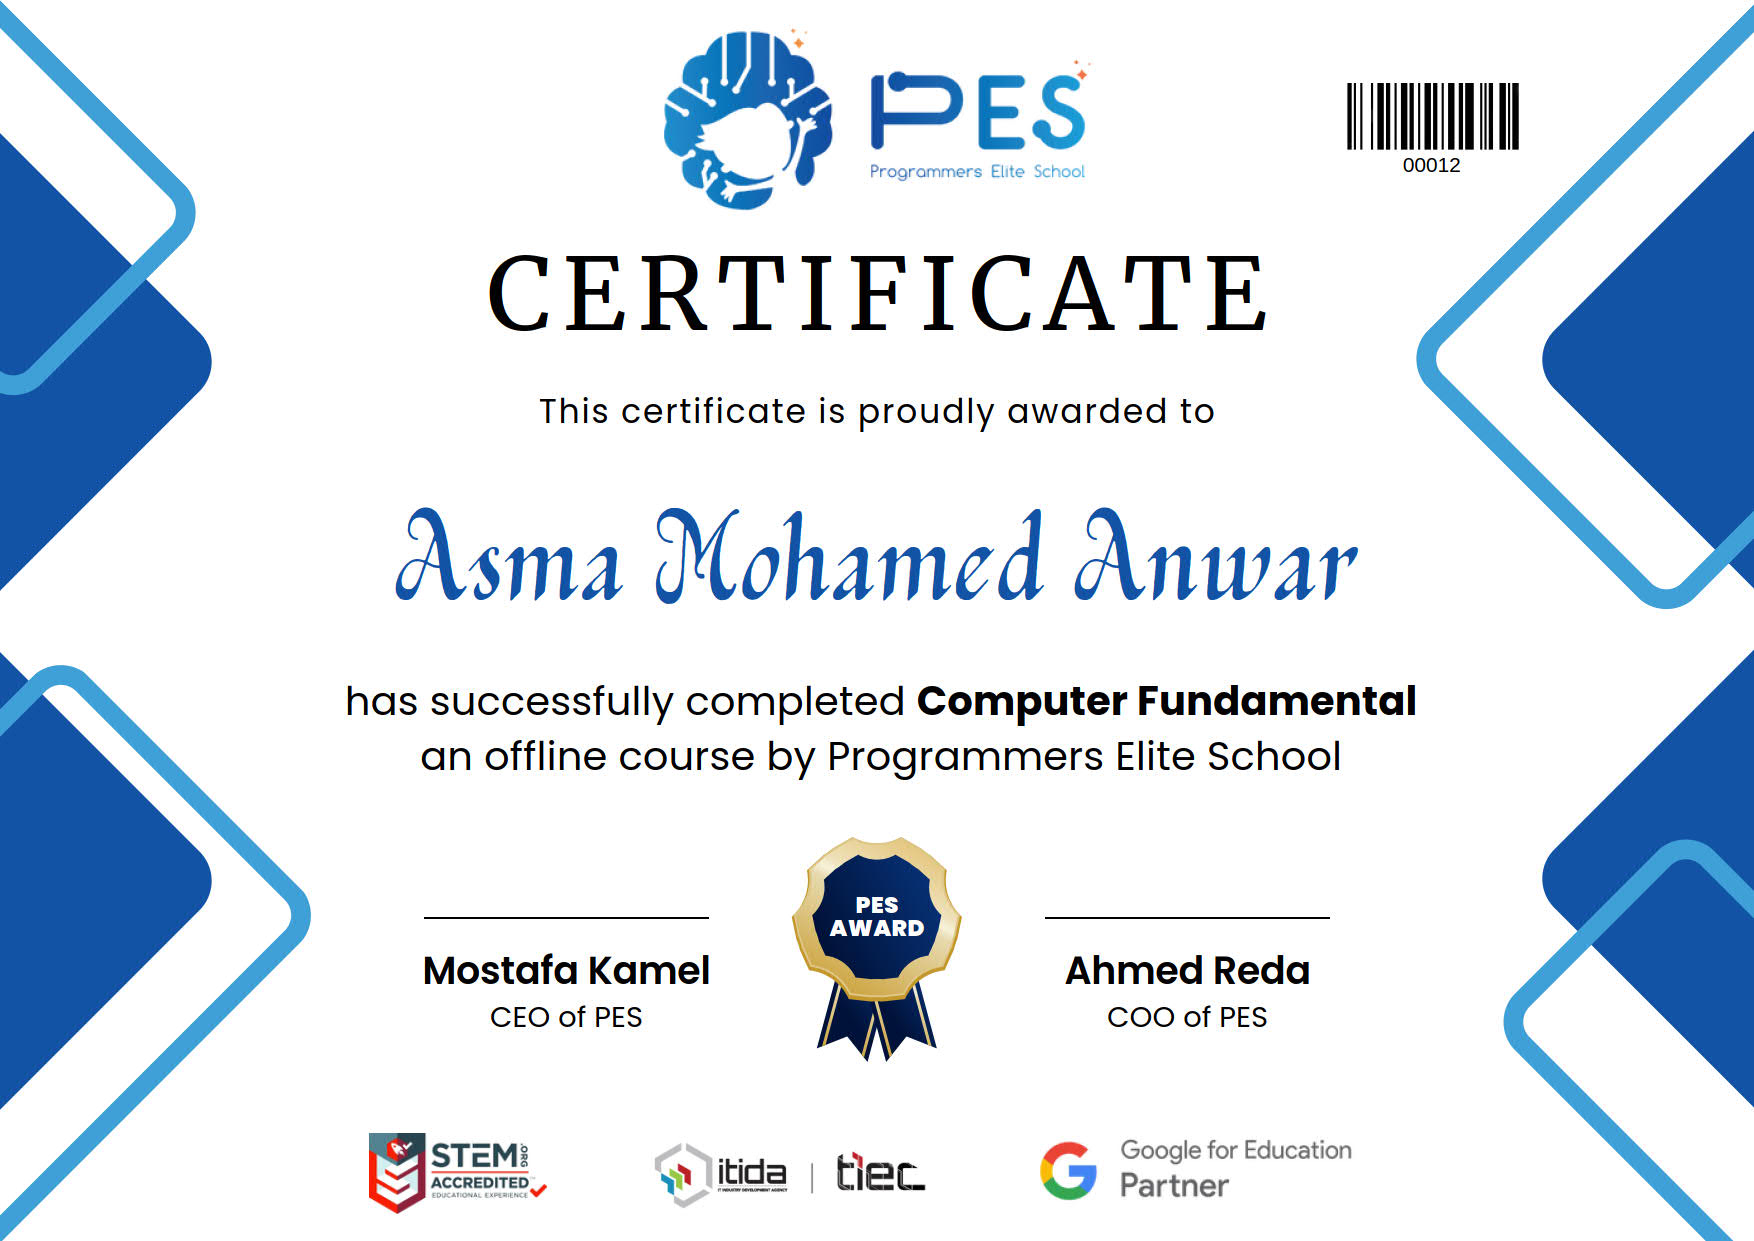 PES
Programmers Elite School
00012
CERTIFICATE
This certificate is proudly awarded to
Asma Mohamed Anwar
has successfully completed Computer Fundamental
an offline course by Programmers Elite School
PES
AWARD
Mostafa Kamel
CEO of PES
Ahmed Reda
COO of PES
STEM.ORG
ACCREDITED
EDUCATIONAL EXPERIENCE
itida
IT INDUSTRY DEVELOPMENT AGENCY
tiec
Google for Education
Partner